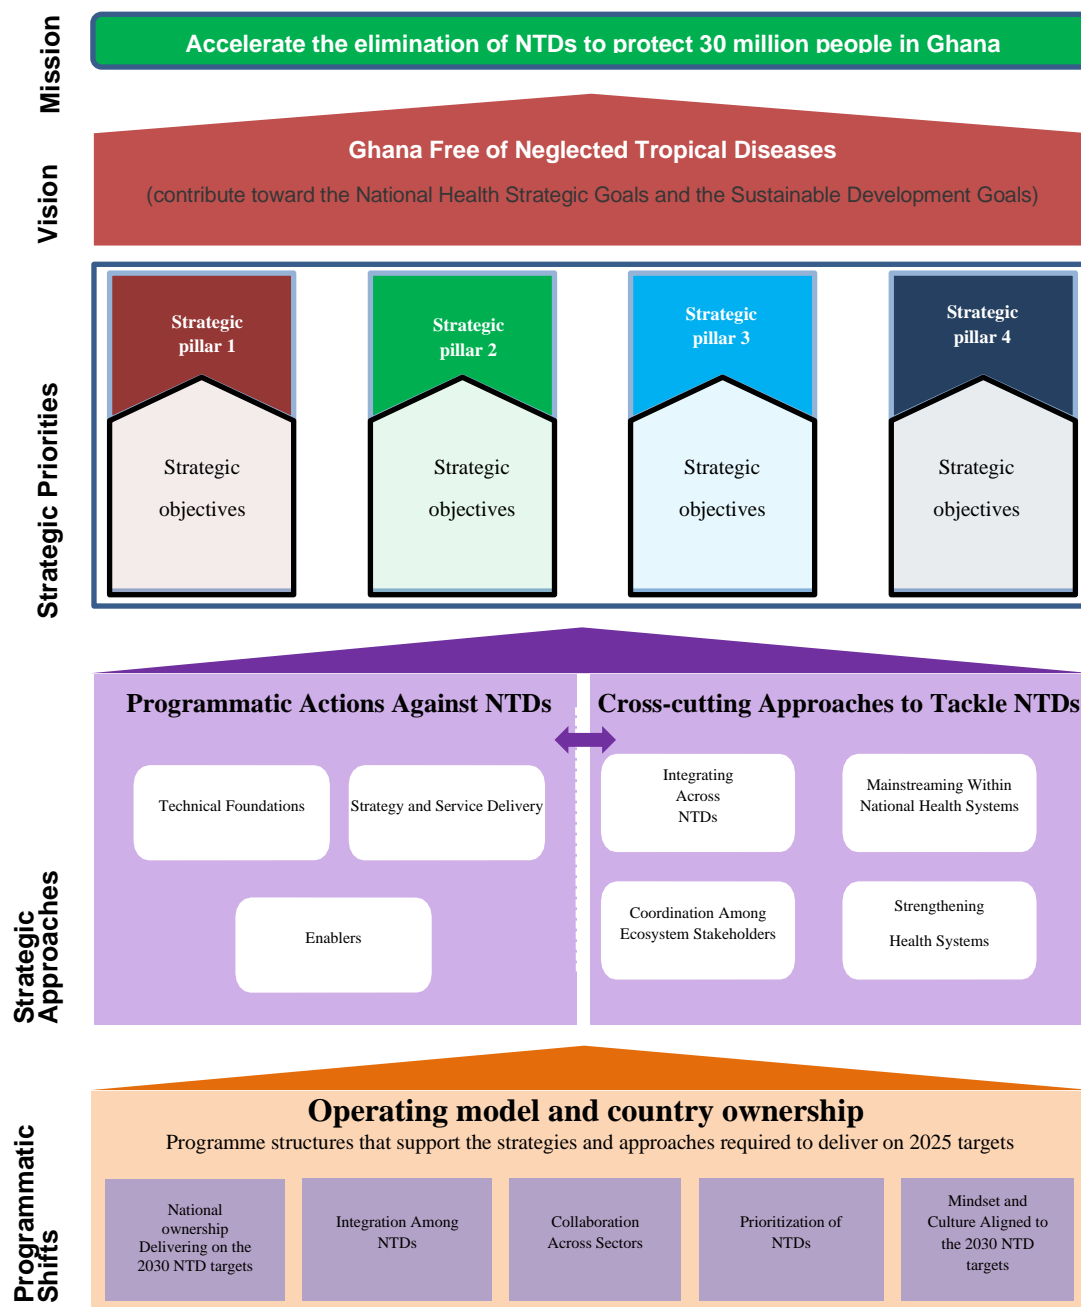 Mission
Accelerate the elimination of NTDs to protect 30 million people in Ghana
Vision
Ghana Free of Neglected Tropical Diseases
(contribute toward the National Health Strategic Goals and the Sustainable Development Goals)
Strategic Priorities
Strategic
pillar 1
Strategic
objectives
Strategic
pillar 2
Strategic
objectives
Strategic
pillar 3
Strategic
objectives
Strategic
pillar 4
Strategic
objectives
Strategic
Approaches
Programmatic Actions Against NTDs
Technical Foundations
Strategy and Service Delivery
Enablers
Cross-cutting Approaches to Tackle NTDs
Integrating
Across
NTDs
Mainstreaming Within
National Health Systems
Coordination Among
Ecosystem Stakeholders
Strengthening
Health Systems
Programmatic
Shifts
Operating model and country ownership
Programme structures that support the strategies and approaches required to deliver on 2025 targets
National
ownership
Delivering on the
2030 NTD targets
Integration Among
NTDs
Collaboration
Across Sectors
Prioritization of
NTDs
Mindset and
Culture Aligned to
the 2030 NTD
targets